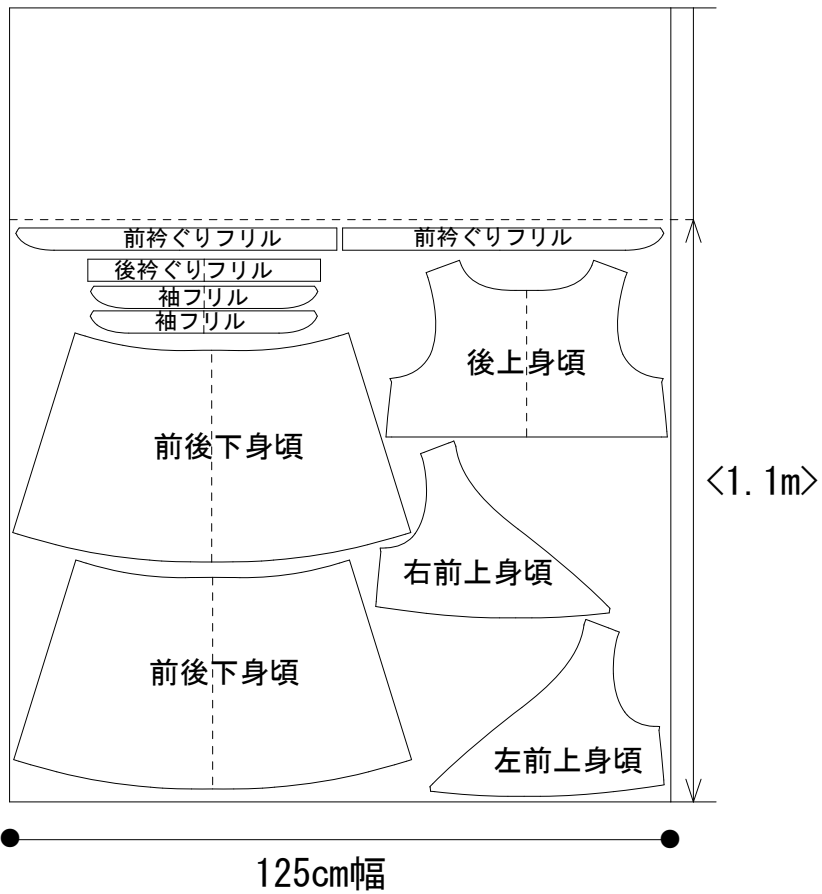 前衿ぐりフリル
前衿ぐりフリル
後衿ぐりフリル
袖フリル
袖フリル
後上身頃
前後下身頃
<1.1m>
右前上身頃
前後下身頃
左前上身頃
125cm幅